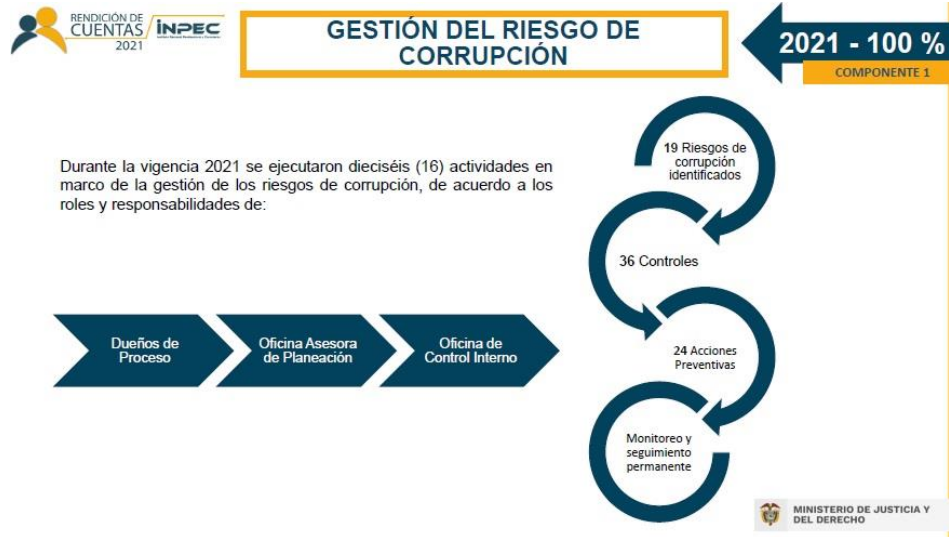 RENDICIÓN DE
CUENTAS
2021
INPEC
GESTIÓN DEL RIESGO DE
CORRUPCIÓN
2021 - 100 %
COMPONENTE 1
Durante la vigencia 2021 se ejecutaron dieciséis (16) actividades en
marco de la gestión de los riesgos de corrupción, de acuerdo a los
roles y responsabilidades de:
Dueños de
Proceso
Oficina Asesora
de Planeación
Oficina de
Control Interno
19 Riesgos de
corrupción
identificados
36 Controles
24 Acciones
Preventivas
Monitoreo y
seguimiento
permanente
MINISTERIO DE JUSTICIA Y
DEL DERECHO